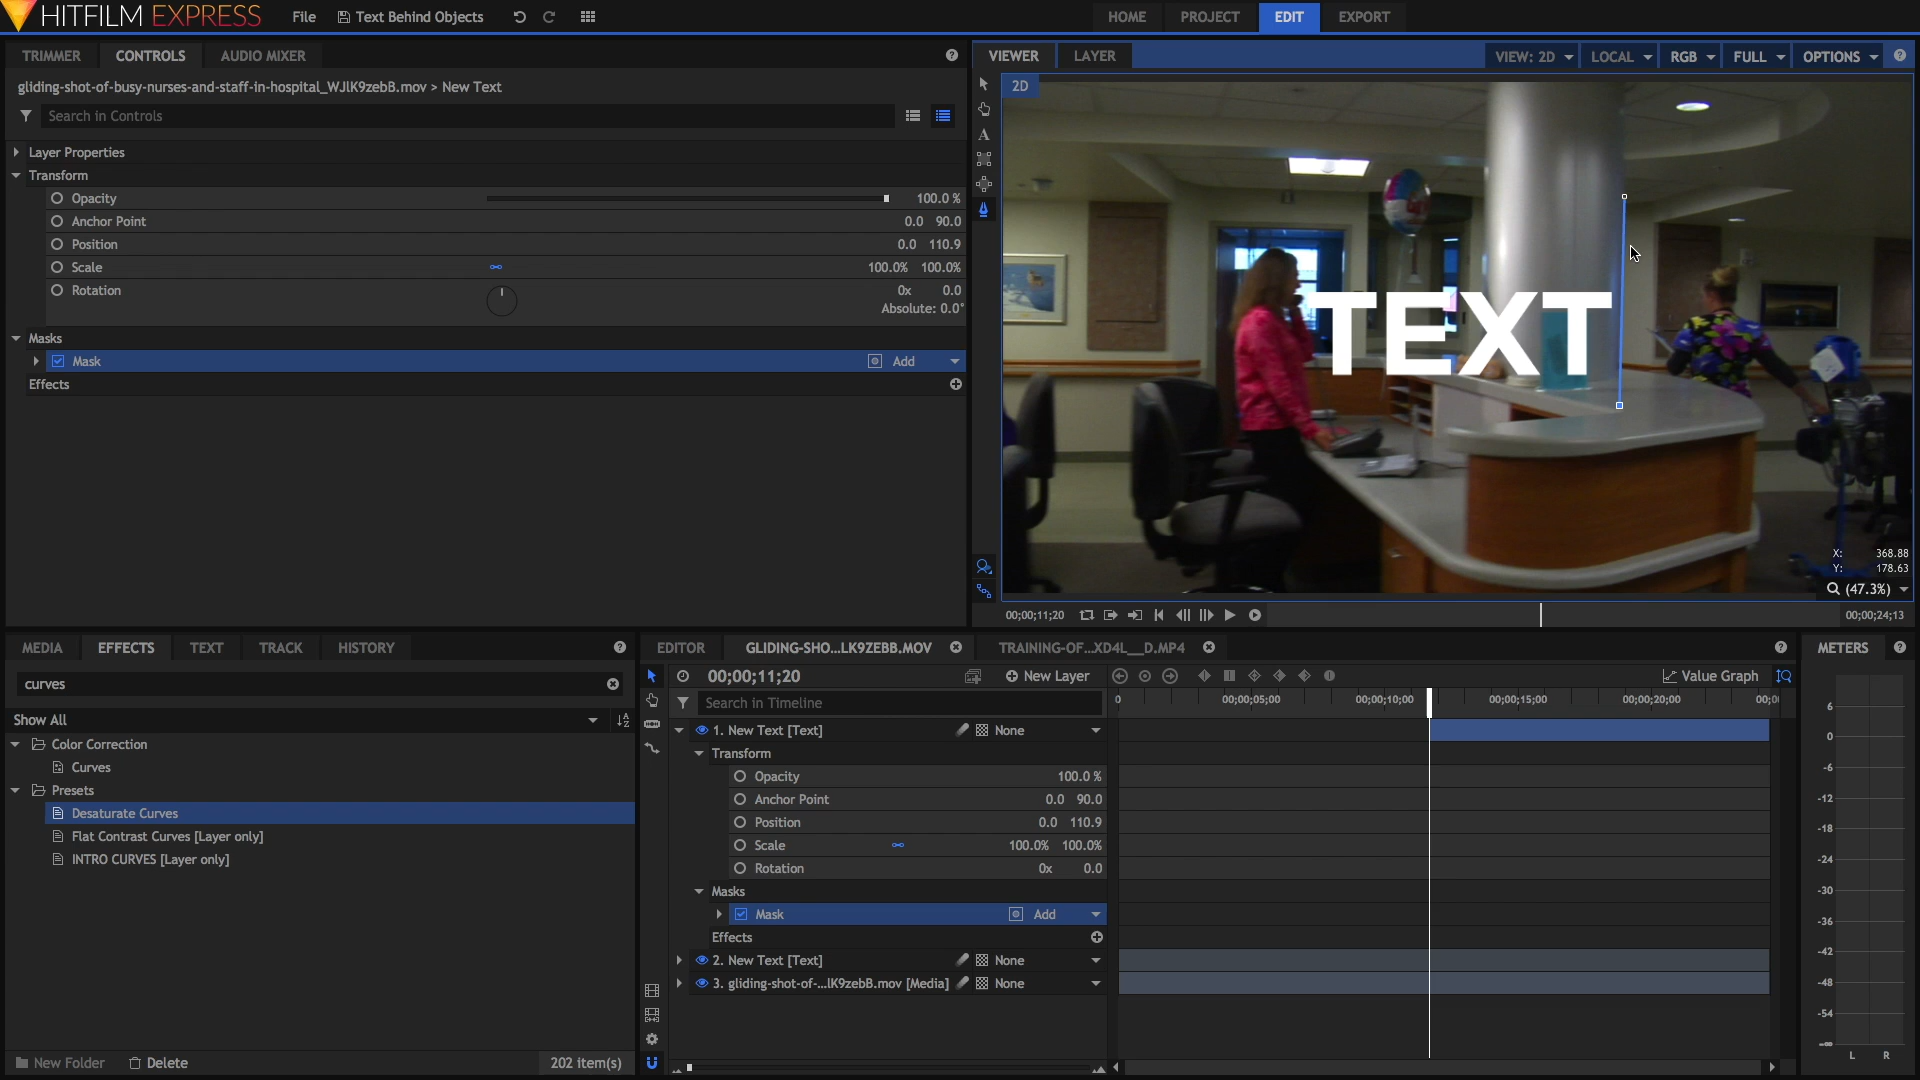 HITFILM EXPRESS File Text Behind Objects HOME PROJECT EDIT EXPORT
TRIMMER CONTROLS AUDIO MIXER
gliding-shot-of-busy-nurses-and-staff-in-hospital_WJlK9zebB.mov > New Text
Search in Controls
Layer Properties
Transform
Opacity 100.0 %
Anchor Point 0.0 90.0
Position 0.0 110.9
Scale 100.0% 100.0%
Rotation 0x 0.0
Absolute: 0.0°
Masks
Mask Add
Effects
VIEWER LAYER VIEW: 2D LOCAL RGB FULL OPTIONS
2D
TEXT
X: 368.88
Y: 178.63
(47.3%)
00;00;11;20 00;00;24;13
MEDIA EFFECTS TEXT TRACK HISTORY
curves
Show All
Color Correction
Curves
Presets
Desaturate Curves
Flat Contrast Curves [Layer only]
INTRO CURVES [Layer only]
New Folder Delete 202 item(s)
EDITOR GLIDING-SHO...LK9ZEBB.MOV TRAINING-OF...XD4L__D.MP4
00;00;11;20 New Layer Value Graph
Search in Timeline 0 00;00;05;00 00;00;10;00 00;00;15;00 00;00;20;00 00;0
1. New Text [Text] None
Transform
Opacity 100.0 %
Anchor Point 0.0 90.0
Position 0.0 110.9
Scale 100.0% 100.0%
Rotation 0x 0.0
Masks
Mask Add
Effects
2. New Text [Text] None
3. gliding-shot-of-...lK9zebB.mov [Media] None
METERS
6
0
-6
-12
-18
-24
-30
-36
-42
-48
-54
-∞
L R